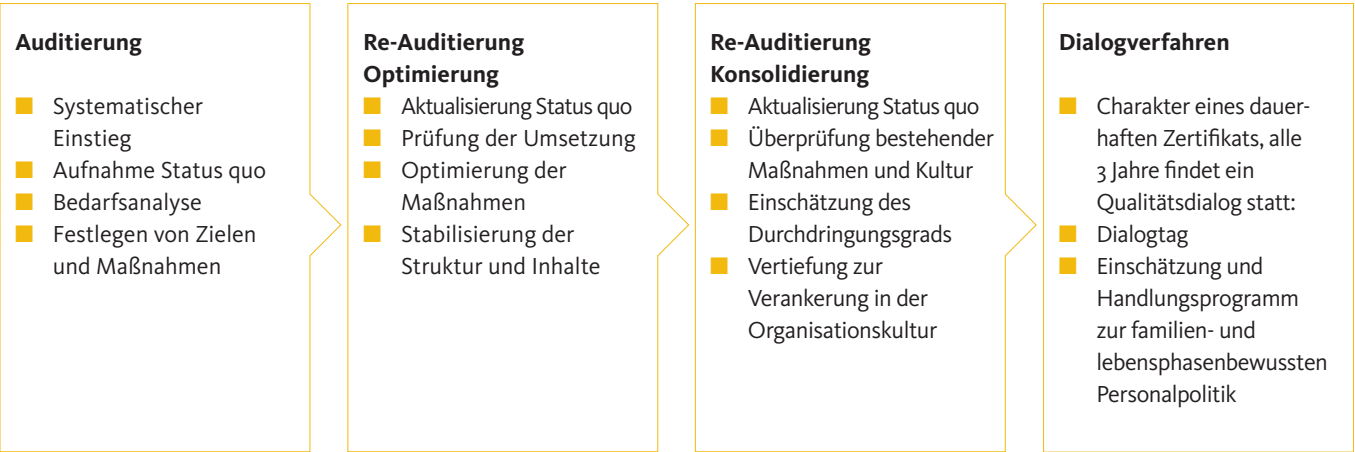 Auditierung
■ Systematischer
Einstieg
■ Aufnahme Status quo
■ Bedarfsanalyse
■ Festlegen von Zielen
und Maßnahmen
Re-Auditierung
Optimierung
■ Aktualisierung Status quo
■ Prüfung der Umsetzung
■ Optimierung der
Maßnahmen
■ Stabilisierung der
Struktur und Inhalte
Re-Auditierung
Konsolidierung
■ Aktualisierung Status quo
■ Überprüfung bestehender
Maßnahmen und Kultur
■ Einschätzung des
Durchdringungsgrads
■ Vertiefung zur
Verankerung in der
Organisationskultur
Dialogverfahren
■ Charakter eines dauer-
haften Zertifikats, alle
3 Jahre findet ein
Qualitätsdialog statt:
■ Dialogtag
■ Einschätzung und
Handlungsprogramm
zur familien- und
lebensphasenbewussten
Personalpolitik